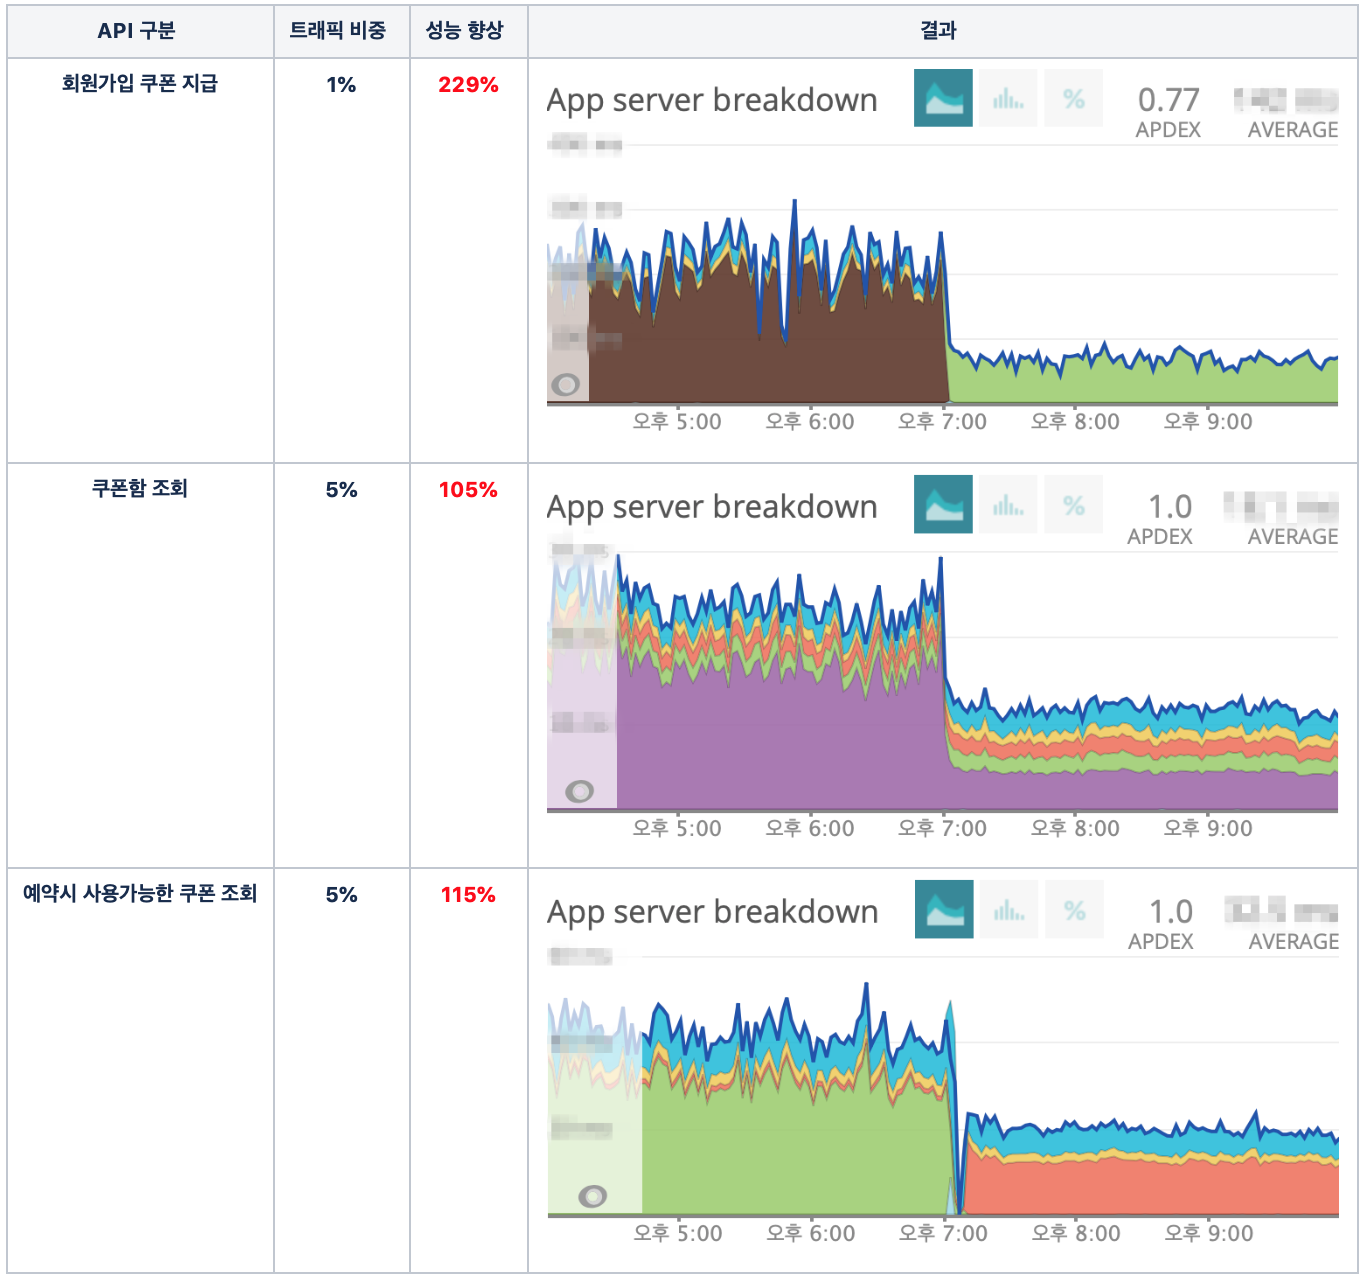 API 구분 트래픽 비중 성능 향상 결과
회원가입 쿠폰 지급 1% 229%
App server breakdown % 0.77
APDEX AVERAGE
오후 5:00 오후 6:00 오후 7:00 오후 8:00 오후 9:00
쿠폰함 조회 5% 105%
App server breakdown % 1.0
APDEX AVERAGE
오후 5:00 오후 6:00 오후 7:00 오후 8:00 오후 9:00
예약시 사용가능한 쿠폰 조회 5% 115%
App server breakdown % 1.0
APDEX AVERAGE
오후 5:00 오후 6:00 오후 7:00 오후 8:00 오후 9:00